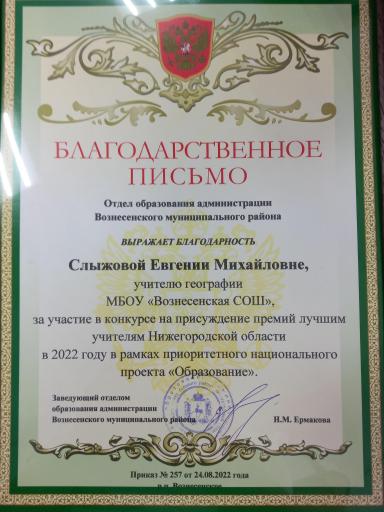 БЛАГОДАРСТВЕННОЕ
ПИСЬМО
Отдел образования администрации
Вознесенского муниципального района
ВЫРАЖАЕТ БЛАГОДАРНОСТЬ
Слыжовой Евгении Михайловне,
учителю географии
МБОУ «Вознесенская СОШ»,
за участие в конкурсе на присуждение премий лучшим
учителям Нижегородской области
в 2022 году в рамках приоритетного национального
проекта «Образование».
Заведующий отделом
образования администрации
Вознесенского муниципального района Н.М. Ермакова
Приказ № 257 от 24.08.2022 года
р.п. Вознесенское